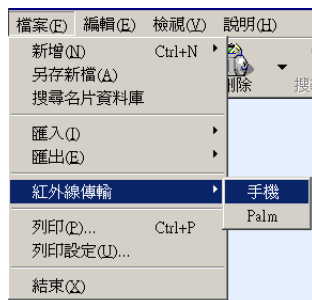 檔案(F) 編輯(E) 檢視(V) 說明(H)
新增(N) Ctrl+N
另存新檔(A)
搜尋名片資料庫
刪除
搜
匯入(I)
匯出(E)
紅外線傳輸
手機
Palm
列印(P)... Ctrl+P
列印設定(U)...
結束(X)